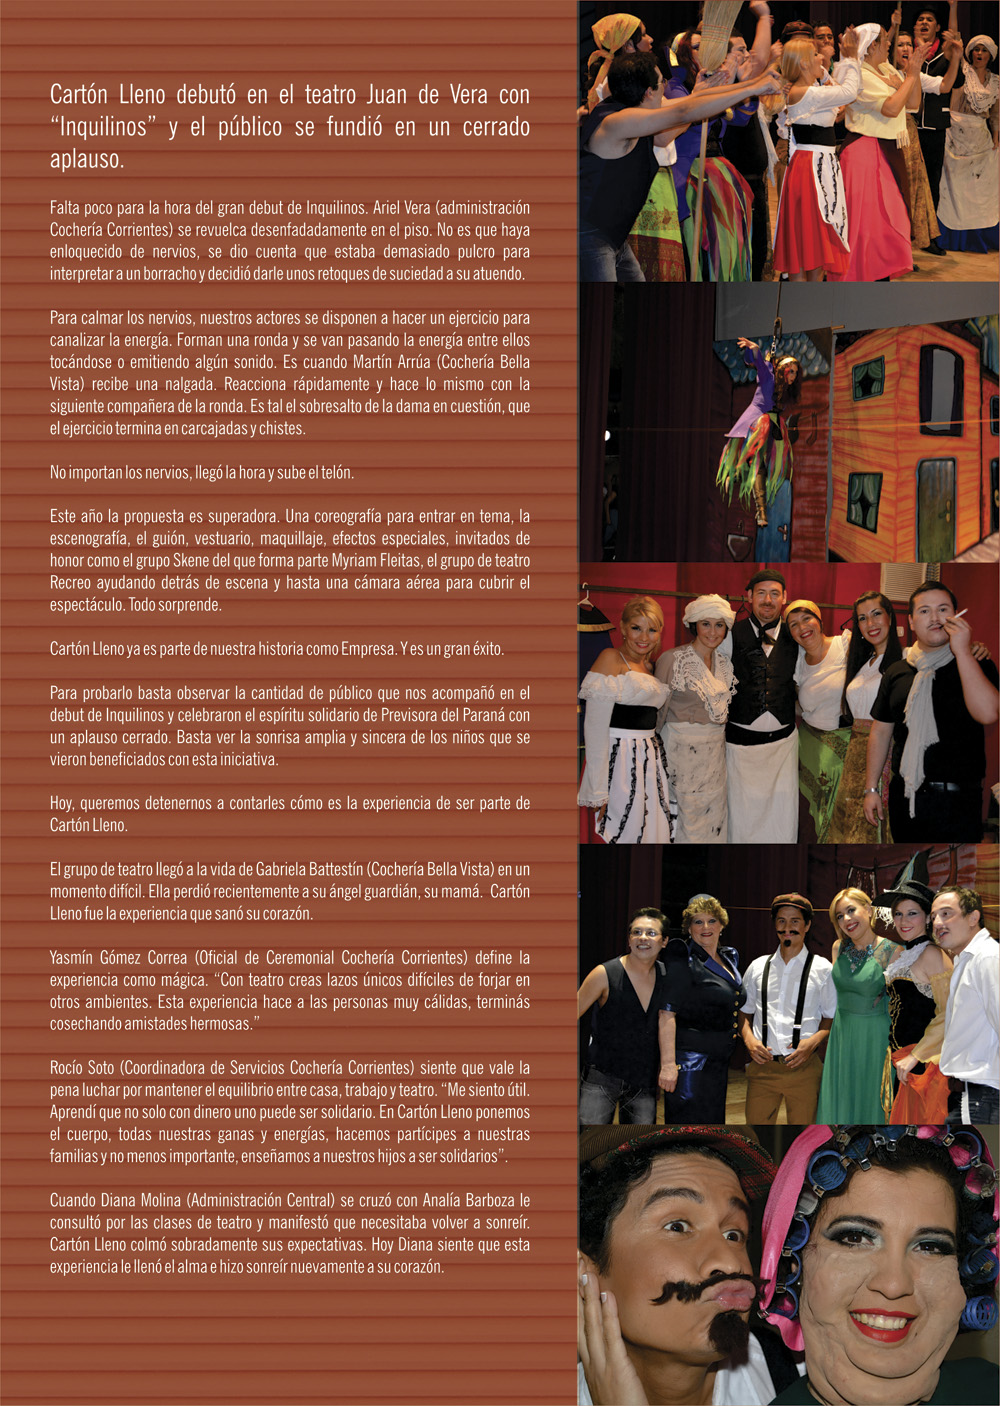 Cartón Lleno debutó en el teatro Juan de Vera con
“Inquilinos” y el público se fundió en un cerrado
aplauso.
Falta poco para la hora del gran debut de Inquilinos. Ariel Vera (administración
Cochería Corrientes) se revuelca desenfadadamente en el piso. No es que haya
enloquecido de nervios, se dio cuenta que estaba demasiado pulcro para
interpretar a un borracho y decidió darle unos retoques de suciedad a su atuendo.
Para calmar los nervios, nuestros actores se disponen a hacer un ejercicio para
canalizar la energía. Forman una ronda y se van pasando la energía entre ellos
tocándose o emitiendo algún sonido. Es cuando Martín Arrúa (Cochería Bella
Vista) recibe una nalgada. Reacciona rápidamente y hace lo mismo con la
siguiente compañera de la ronda. Es tal el sobresalto de la dama en cuestión, que
el ejercicio termina en carcajadas y chistes.
No importan los nervios, llegó la hora y sube el telón.
Este año la propuesta es superadora. Una coreografía para entrar en tema, la
escenografía, el guión, vestuario, maquillaje, efectos especiales, invitados de
honor como el grupo Skene del que forma parte Myriam Fleitas, el grupo de teatro
Recreo ayudando detrás de escena y hasta una cámara aérea para cubrir el
espectáculo. Todo sorprende.
Cartón Lleno ya es parte de nuestra historia como Empresa. Y es un gran éxito.
Para probarlo basta observar la cantidad de público que nos acompañó en el
debut de Inquilinos y celebraron el espíritu solidario de Previsora del Paraná con
un aplauso cerrado. Basta ver la sonrisa amplia y sincera de los niños que se
vieron beneficiados con esta iniciativa.
Hoy, queremos detenernos a contarles cómo es la experiencia de ser parte de
Cartón Lleno.
El grupo de teatro llegó a la vida de Gabriela Battestín (Cochería Bella Vista) en un
momento difícil. Ella perdió recientemente a su ángel guardián, su mamá. Cartón
Lleno fue la experiencia que sanó su corazón.
Yasmín Gómez Correa (Oficial de Ceremonial Cochería Corrientes) define la
experiencia como mágica. “Con teatro creas lazos únicos difíciles de forjar en
otros ambientes. Esta experiencia hace a las personas muy cálidas, terminás
cosechando amistades hermosas.”
Rocío Soto (Coordinadora de Servicios Cochería Corrientes) siente que vale la
pena luchar por mantener el equilibrio entre casa, trabajo y teatro. “Me siento útil.
Aprendí que no solo con dinero uno puede ser solidario. En Cartón Lleno ponemos
el cuerpo, todas nuestras ganas y energías, hacemos partícipes a nuestras
familias y no menos importante, enseñamos a nuestros hijos a ser solidarios”.
Cuando Diana Molina (Administración Central) se cruzó con Analía Barboza le
consultó por las clases de teatro y manifestó que necesitaba volver a sonreír.
Cartón Lleno colmó sobradamente sus expectativas. Hoy Diana siente que esta
experiencia le llenó el alma e hizo sonreír nuevamente a su corazón.